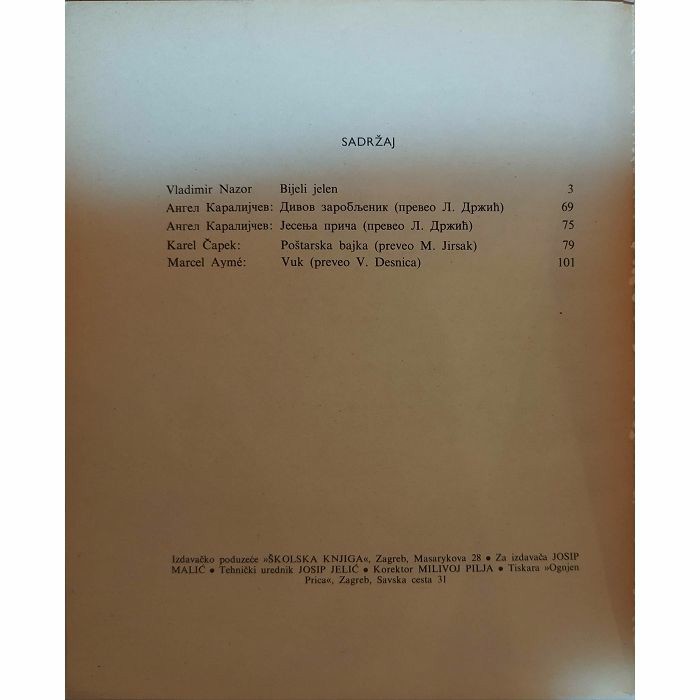 SADRŽAJ
Vladimir Nazor Bijeli jelen 3
Ангел Каралијчев: Дивов заробљеник (превео Л. Држић) 69
Ангел Каралијчев: Јесења прича (превео Л. Држић) 75
Karel Čapek: Poštarska bajka (preveo M. Jirsak) 79
Marcel Aymé: Vuk (preveo V. Desnica) 101
Izdavačko poduzeće »ŠKOLSKA KNJIGA«, Zagreb, Masarykova 28 • Za izdavača JOSIP
MALIĆ • Tehnički urednik JOSIP JELIĆ • Korektor MILIVOJ PILJA • Tiskara »Ognjen
Prica«, Zagreb, Savska cesta 31